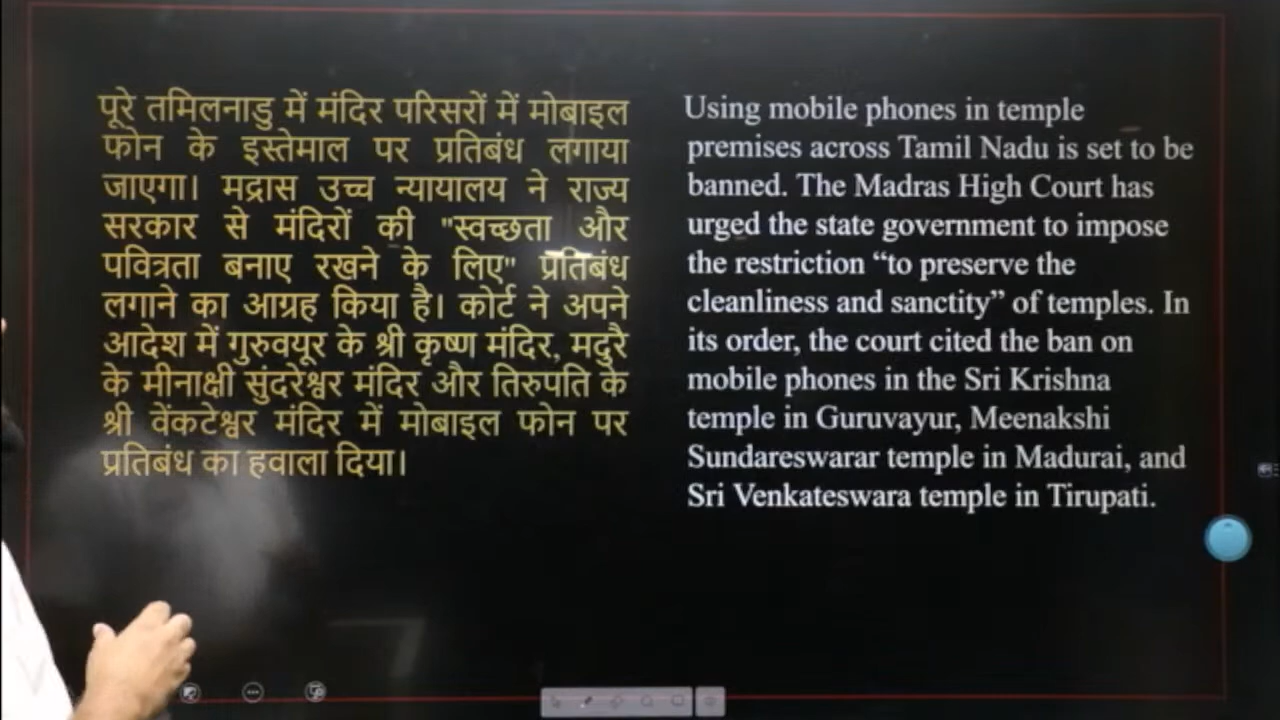 पूरे तमिलनाडु में मंदिर परिसरों में मोबाइल
फोन के इस्तेमाल पर प्रतिबंध लगाया
जाएगा। मद्रास उच्च न्यायालय ने राज्य
सरकार से मंदिरों की "स्वच्छता और
पवित्रता बनाए रखने के लिए" प्रतिबंध
लगाने का आग्रह किया है। कोर्ट ने अपने
आदेश में गुरुवयूर के श्री कृष्ण मंदिर, मदुरै
के मीनाक्षी सुंदरेश्वर मंदिर और तिरुपति के
श्री वेंकटेश्वर मंदिर में मोबाइल फोन पर
प्रतिबंध का हवाला दिया।
Using mobile phones in temple
premises across Tamil Nadu is set to be
banned. The Madras High Court has
urged the state government to impose
the restriction “to preserve the
cleanliness and sanctity” of temples. In
its order, the court cited the ban on
mobile phones in the Sri Krishna
temple in Guruvayur, Meenakshi
Sundareswarar temple in Madurai, and
Sri Venkateswara temple in Tirupati.